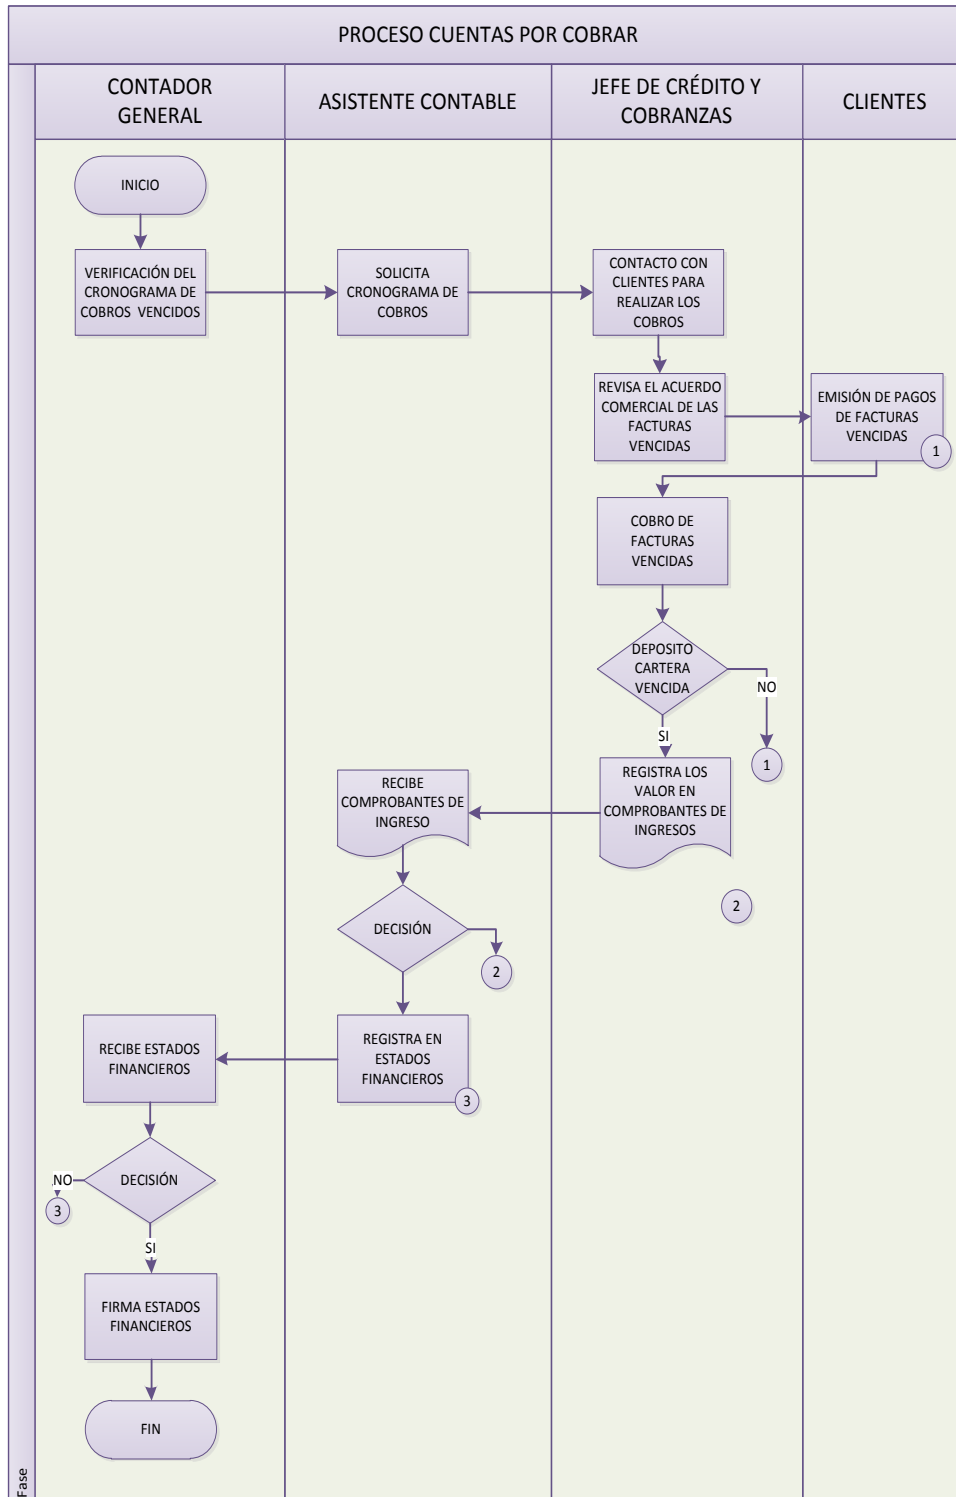 PROCESO CUENTAS POR COBRAR
CONTADOR
GENERAL
ASISTENTE CONTABLE
JEFE DE CRÉDITO Y
COBRANZAS
CLIENTES
INICIO
VERIFICACIÓN DEL
CRONOGRAMA DE
COBROS VENCIDOS
SOLICITA
CRONOGRAMA DE
COBROS
CONTACTO CON
CLIENTES PARA
REALIZAR LOS
COBROS
REVISA EL ACUERDO
COMERCIAL DE LAS
FACTURAS
VENCIDAS
EMISIÓN DE PAGOS
DE FACTURAS
VENCIDAS
1
COBRO DE
FACTURAS
VENCIDAS
DEPOSITO
CARTERA
VENCIDA
NO
SI
1
REGISTRA LOS
VALOR EN
COMPROBANTES DE
INGRESOS
RECIBE
COMPROBANTES DE
INGRESO
2
DECISIÓN
2
REGISTRA EN
ESTADOS
FINANCIEROS
3
RECIBE ESTADOS
FINANCIEROS
DECISIÓN
NO
3
SI
FIRMA ESTADOS
FINANCIEROS
FIN
Fase